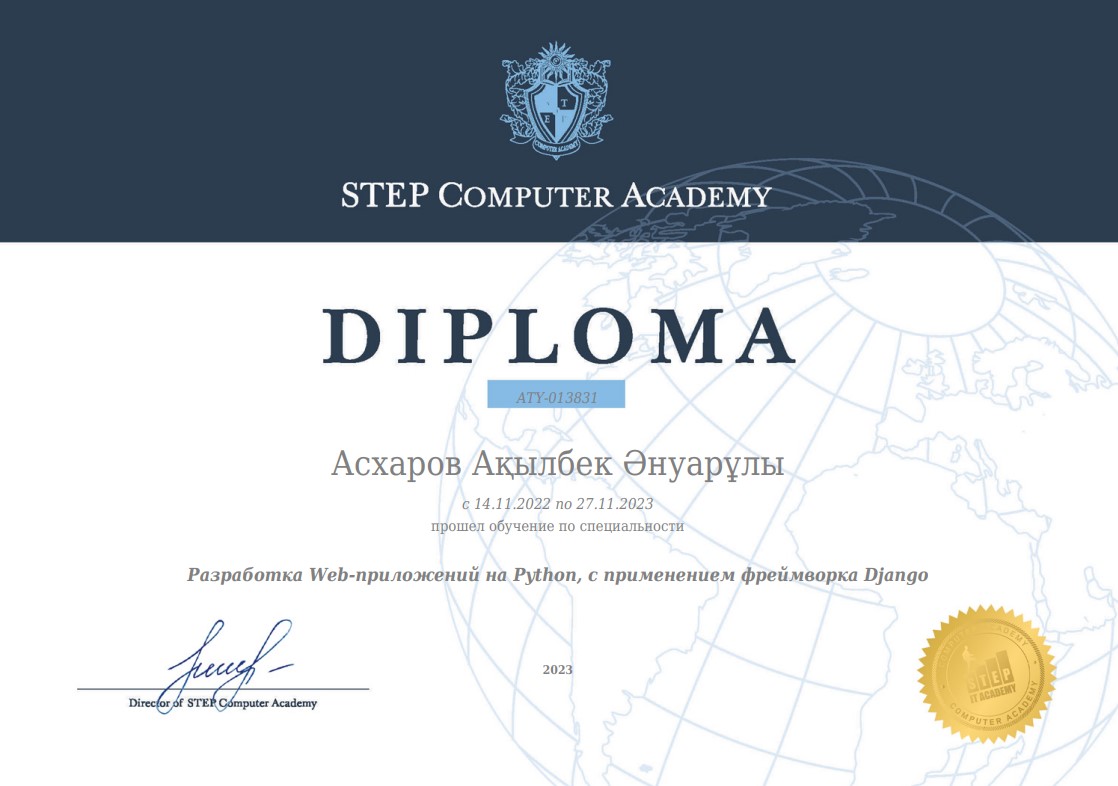 S T
E P
COMPUTER ACADEMY
STEP COMPUTER ACADEMY
DIPLOMA
ATY-013831
Асхаров Ақылбек Әнуарұлы
с 14.11.2022 по 27.11.2023
прошел обучение по специальности
Разработка Web-приложений на Python, с применением фреймворка Django
2023
Director of STEP Computer Academy
COMPUTER ACADEMY
STEP
IT ACADEMY
COMPUTER ACADEMY